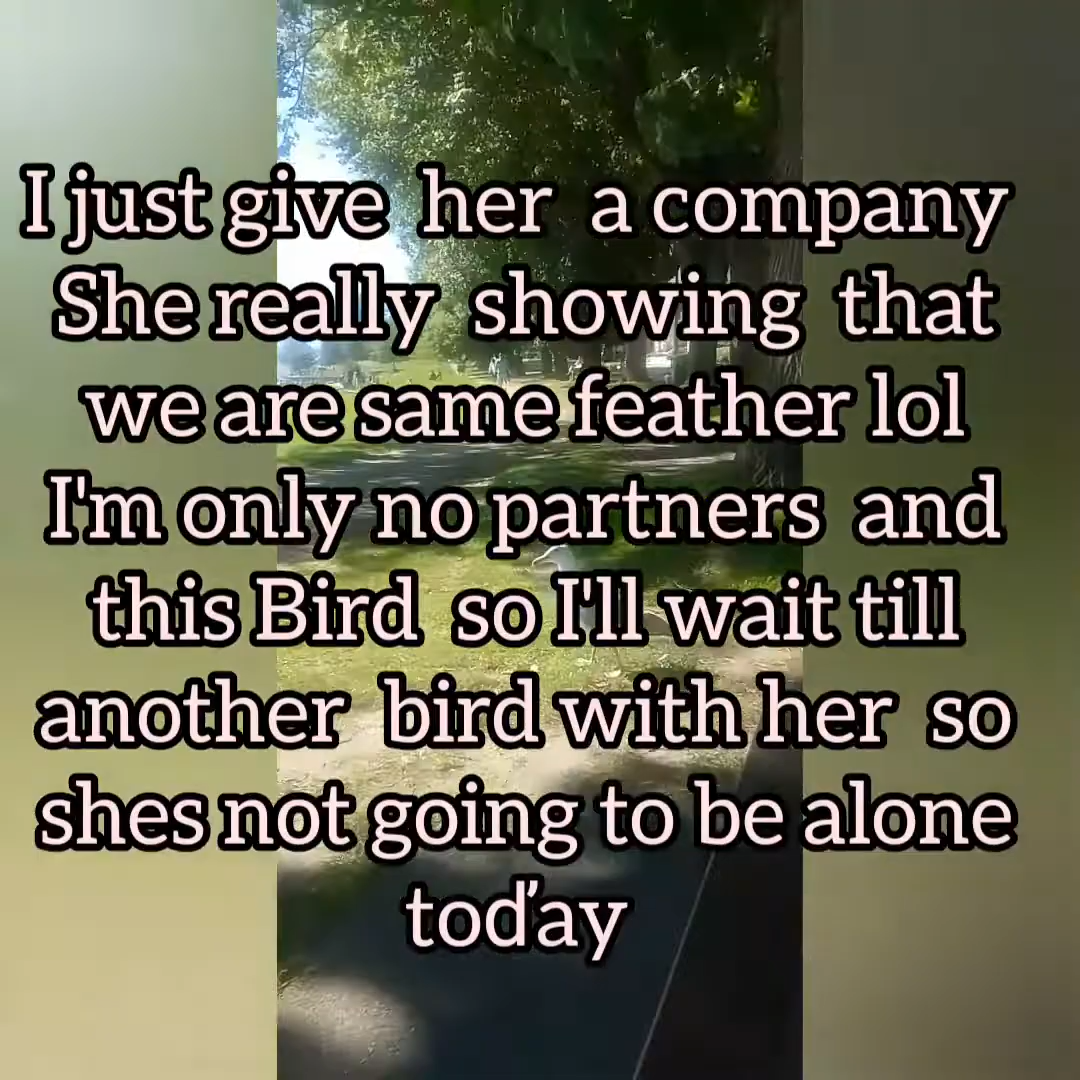 I just give her a company
She really showing that
we are same feather lol
I'm only no partners and
this Bird so I'll wait till
another bird with her so
shes not going to be alone
toďay